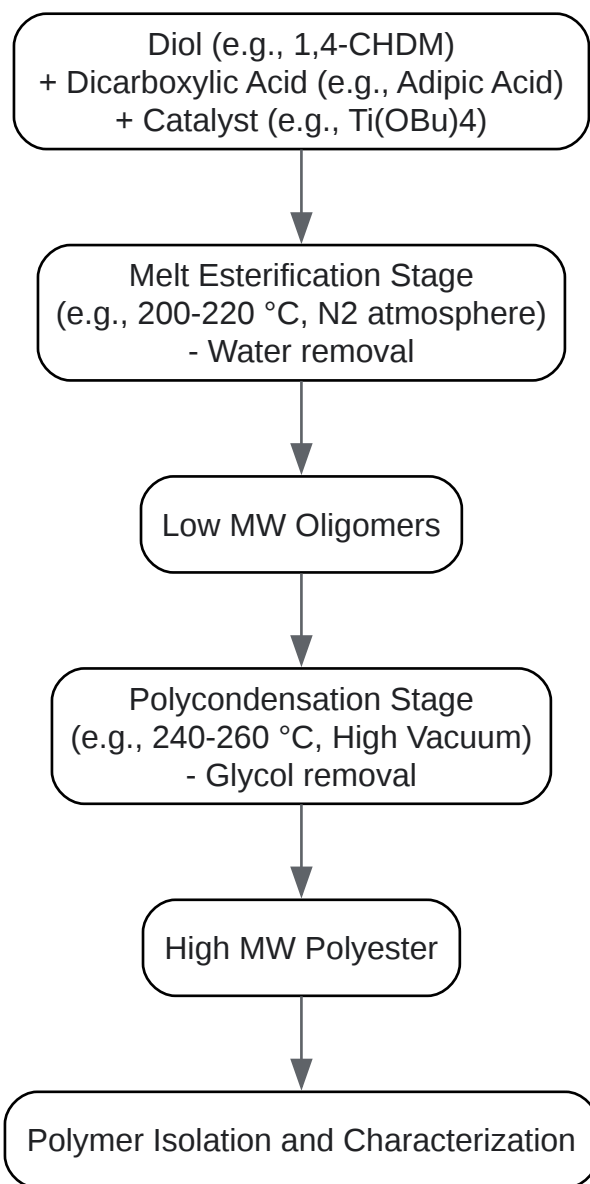 Diol (e.g., 1,4-CHDM)
+ Dicarboxylic Acid (e.g., Adipic Acid)
+ Catalyst (e.g., Ti(OBu)4)
Melt Esterification Stage
(e.g., 200-220 °C, N2 atmosphere)
- Water removal
Low MW Oligomers
Polycondensation Stage
(e.g., 240-260 °C, High Vacuum)
- Glycol removal
High MW Polyester
Polymer Isolation and Characterization